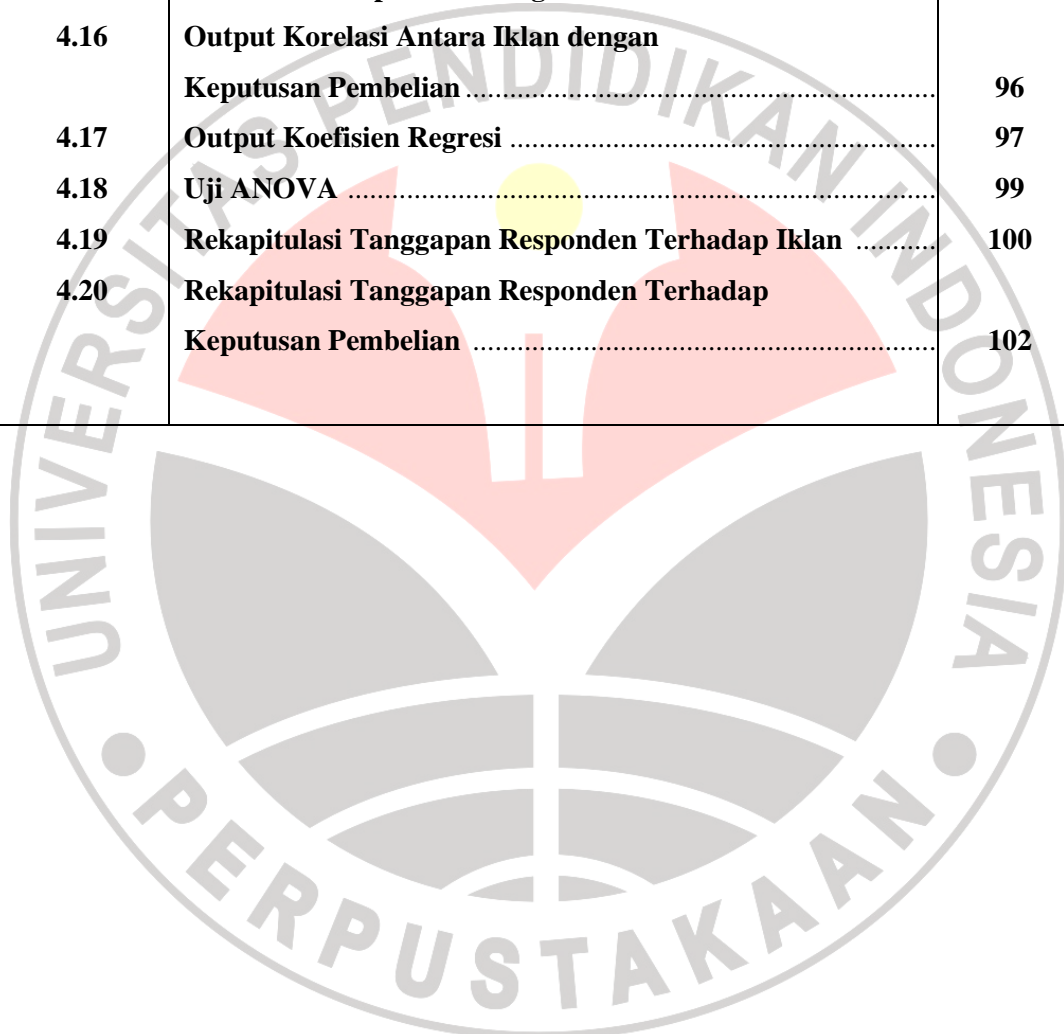 4.16 Output Korelasi Antara Iklan dengan
Keputusan Pembelian ................................................................ 96
4.17 Output Koefisien Regresi .......................................................... 97
4.18 Uji ANOVA ................................................................................ 99
4.19 Rekapitulasi Tanggapan Responden Terhadap Iklan ........... 100
4.20 Rekapitulasi Tanggapan Responden Terhadap
Keputusan Pembelian ............................................................... 102
UNIVERSITAS PENDIDIKAN INDONESIA
PERPUSTAKAAN